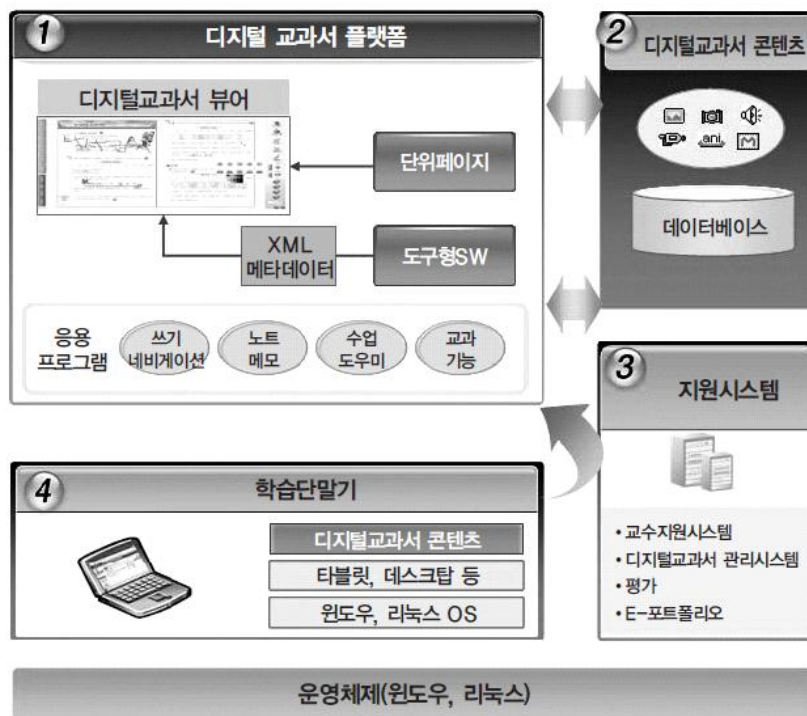 1
디지털 교과서 플랫폼
디지털교과서 뷰어
단위페이지
XML
메타데이터
도구형SW
응용
프로그램
쓰기
네비게이션
노트
메모
수업
도우미
교과
기능
2
디지털교과서 콘텐츠
ani.
데이터베이스
3
지원시스템
• 교수지원시스템
• 디지털교과서 관리시스템
• 평가
• E-포트폴리오
4
학습단말기
디지털교과서 콘텐츠
타블릿, 데스크탑 등
윈도우, 리눅스 OS
운영체제(윈도우, 리눅스)